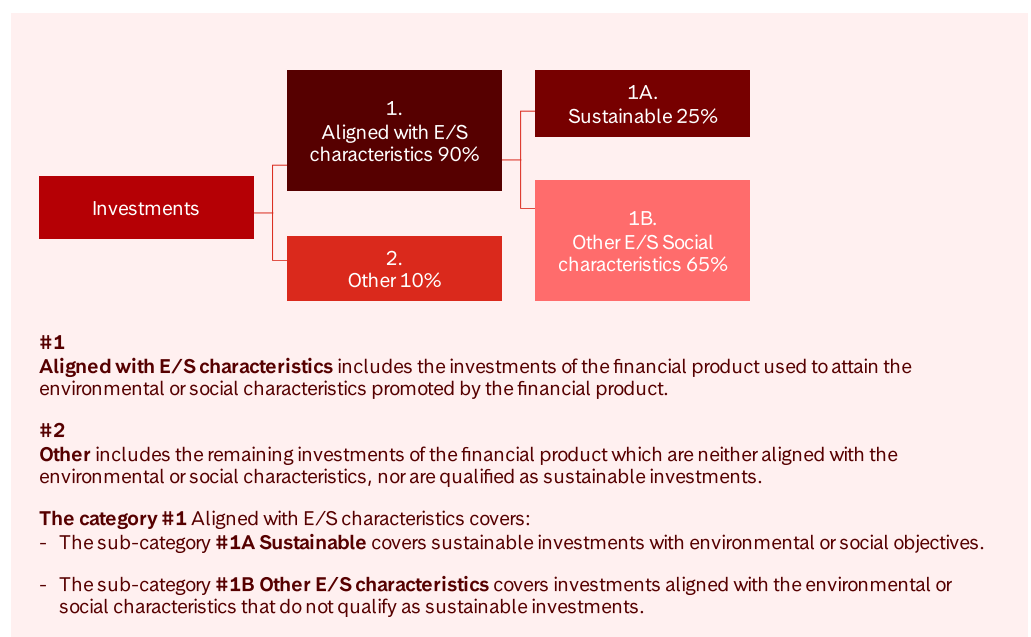 Investments
1.
Aligned with E/S
characteristics 90%
2.
Other 10%
1A.
Sustainable 25%
1B.
Other E/S Social
characteristics 65%
#1
Aligned with E/S characteristics includes the investments of the financial product used to attain the
environmental or social characteristics promoted by the financial product.
#2
Other includes the remaining investments of the financial product which are neither aligned with the
environmental or social characteristics, nor are qualified as sustainable investments.
The category #1 Aligned with E/S characteristics covers:
- The sub-category #1A Sustainable covers sustainable investments with environmental or social objectives.
- The sub-category #1B Other E/S characteristics covers investments aligned with the environmental or
social characteristics that do not qualify as sustainable investments.